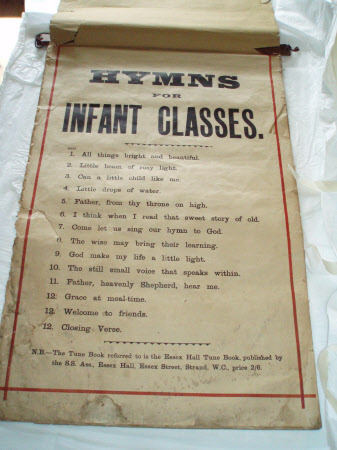 HYMNS
FOR
INFANT CLASSES.
1. All things bright and beautiful.
2. Little beam of rosy light.
3. Can a little child like me.
4. Little drops of water.
5. Father, from thy throne on high.
6. I think when I read that sweet story of old.
7. Come let us sing our hymn to God.
8. The wise may bring their learning.
9. God make my life a little light.
10. The still small voice that speaks within.
11. Father, heavenly Shepherd, hear me.
12. Grace at meal-time.
12. Welcome to friends.
12. Closing Verse.
N.B.—The Tune Book referred to is the Essex Hall Tune Book, published by
the S.S. Ass., Essex Hall, Essex Street, Strand, W.C., price 2/6.